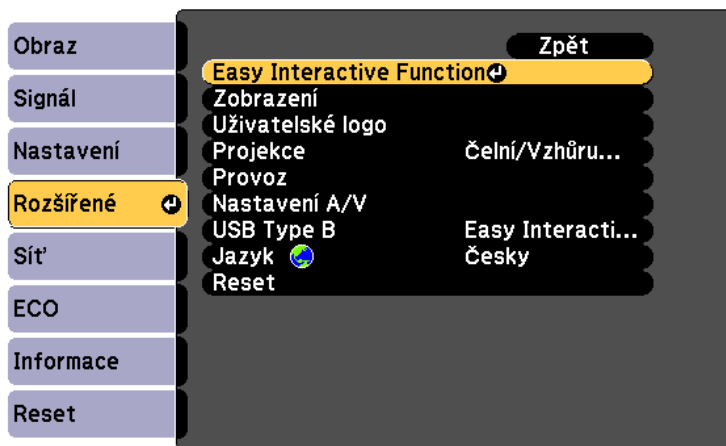 Obraz
Signál
Nastavení
Rozšířené
Síť
ECO
Informace
Reset
Zpět
Easy Interactive Function
Zobrazení
Uživatelské logo
Projekce Čelní/Vzhůru...
Provoz
Nastavení A/V
USB Type B Easy Interacti...
Jazyk Česky
Reset